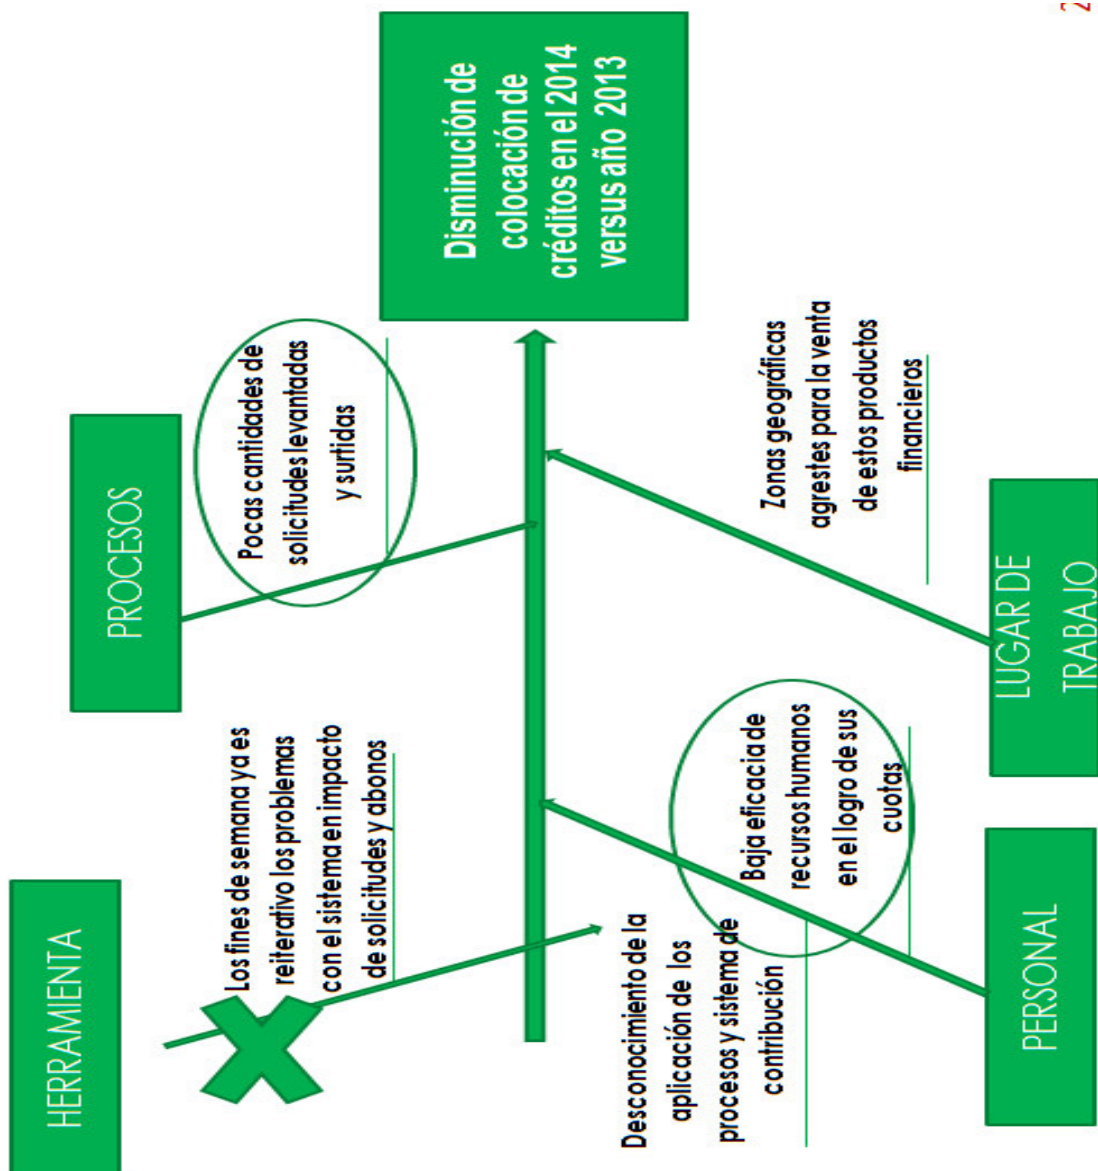 HERRAMIENTA
PROCESOS
Los fines de semana ya es
reiterativo los problemas
con el sistema en impacto
de solicitudes y abonos
Pocas cantidades de
solicitudes levantadas
y surtidas
Disminución de
colocación de
créditos en el 2014
versus año 2013
Desconocimiento de la
aplicación de los
procesos y sistema de
contribución
Baja eficacia de
recursos humanos
en el logro de sus
cuotas
Zonas geográficas
agrestes para la venta
de estos productos
financieros
PERSONAL
LUGAR DE
TRABAJO